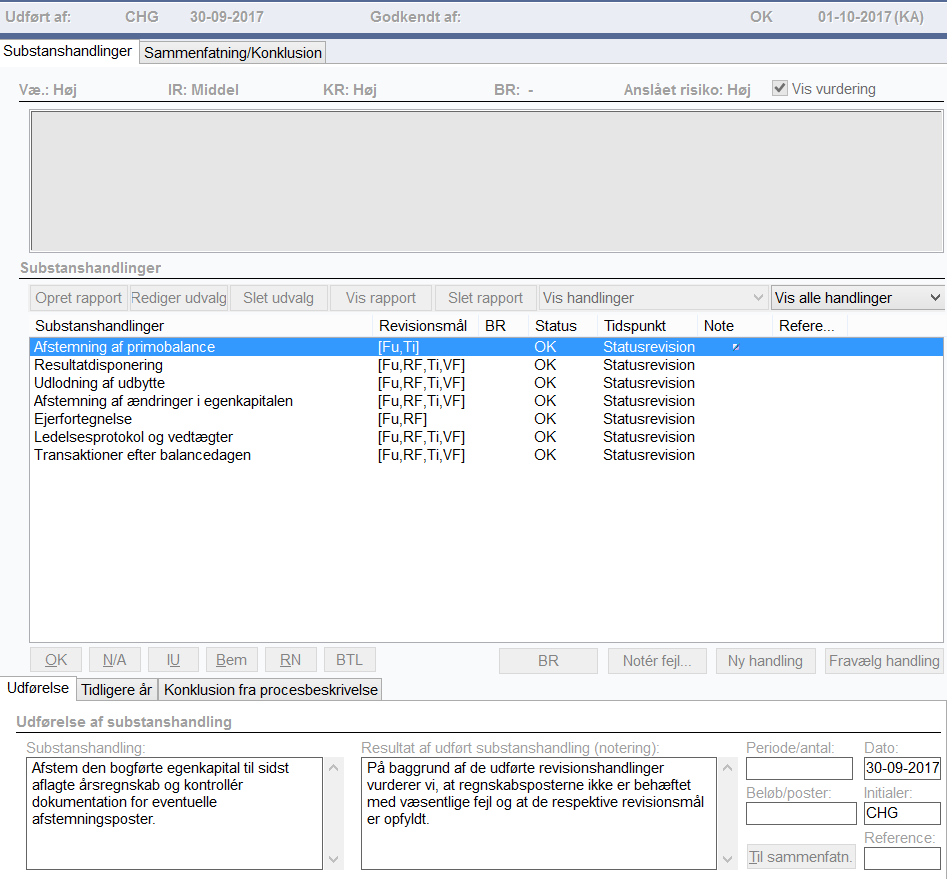 Udført af: CHG 30-09-2017 Godkendt af: OK 01-10-2017 (KA)
Substanshandlinger Sammenfatning/Konklusion
Væ.: Høj IR: Middel KR: Høj BR: - Anslået risiko: Høj Vis vurdering
Substanshandlinger
Opret rapport Rediger udvalg Slet udvalg Vis rapport Slet rapport Vis handlinger Vis alle handlinger
Substanshandlinger Revisionsmål BR Status Tidspunkt Note Refere...
Afstemning af primobalance [Fu,Ti] OK Statusrevision
Resultatdisponering [Fu,RF,Ti,VF] OK Statusrevision
Udlodning af udbytte [Fu,RF,Ti,VF] OK Statusrevision
Afstemning af ændringer i egenkapitalen [Fu,RF,Ti,VF] OK Statusrevision
Ejerfortegnelse [Fu,RF] OK Statusrevision
Ledelsesprotokol og vedtægter [Fu,RF,Ti,VF] OK Statusrevision
Transaktioner efter balancedagen [Fu,RF,Ti,VF] OK Statusrevision
OK N/A IU Bem RN BTL BR Notér fejl... Ny handling Fravælg handling
Udførelse Tidligere år Konklusion fra procesbeskrivelse
Udførelse af substanshandling
Substanshandling:
Afstem den bogførte egenkapital til sidst
aflagte årsregnskab og kontrollér
dokumentation for eventuelle
afstemningsposter.
Resultat af udført substanshandling (notering):
På baggrund af de udførte revisionshandlinger
vurderer vi, at regnskabsposterne ikke er behæftet
med væsentlige fejl og at de respektive revisionsmål
er opfyldt.
Periode/antal: Dato:
30-09-2017
Beløb/poster: Initialer:
CHG
Reference:
Til sammenfatn.